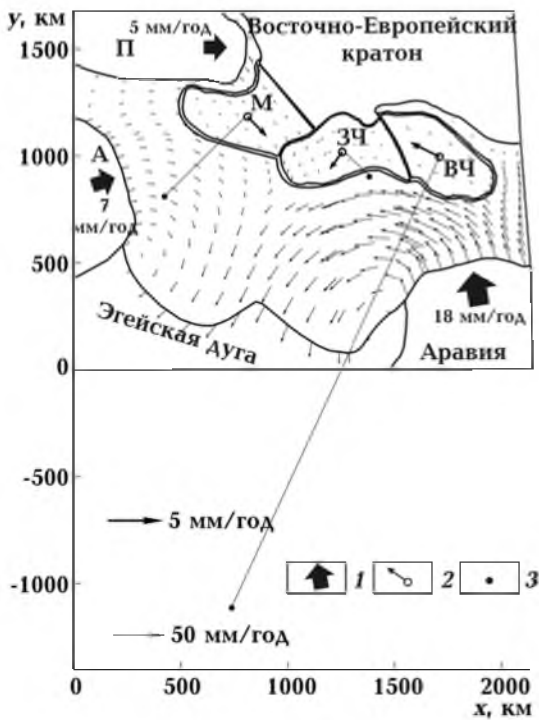 y, км
1500
1000
500
0
-500
-1000
П
5 мм/год
Восточно-Европейский
кратон
М
ЗЧ
ВЧ
А
7
мм/год
18 мм/год
Эгейская дуга
Аравия
5 мм/год
50 мм/год
1
2
3
0
500
1000
1500
2000
x, км